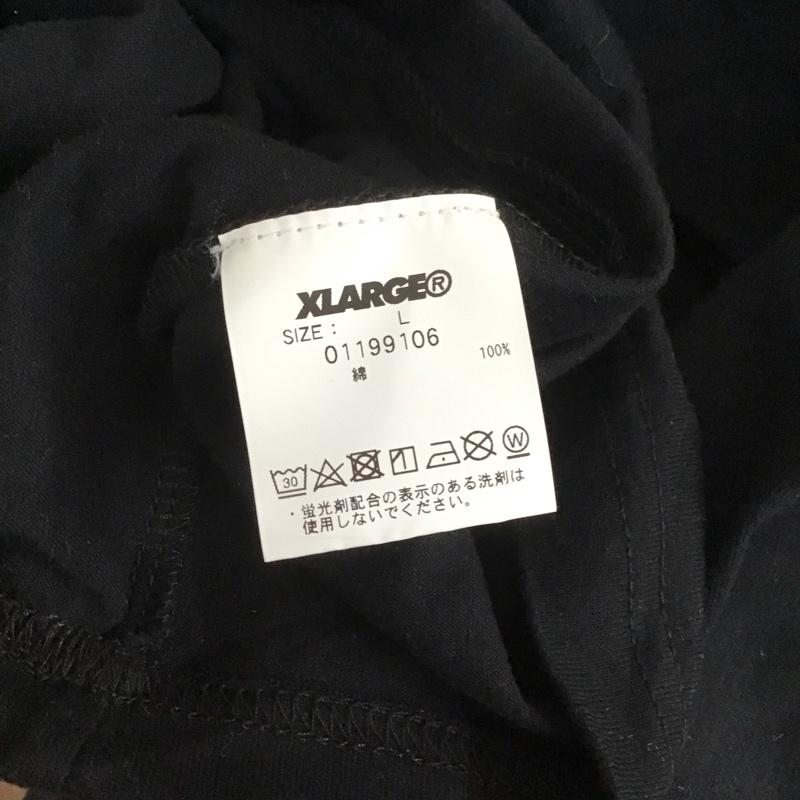 XLARGE®
SIZE : L
01199106
綿 100%
30 W
・蛍光剤配合の表示のある洗剤は
使用しないでください。